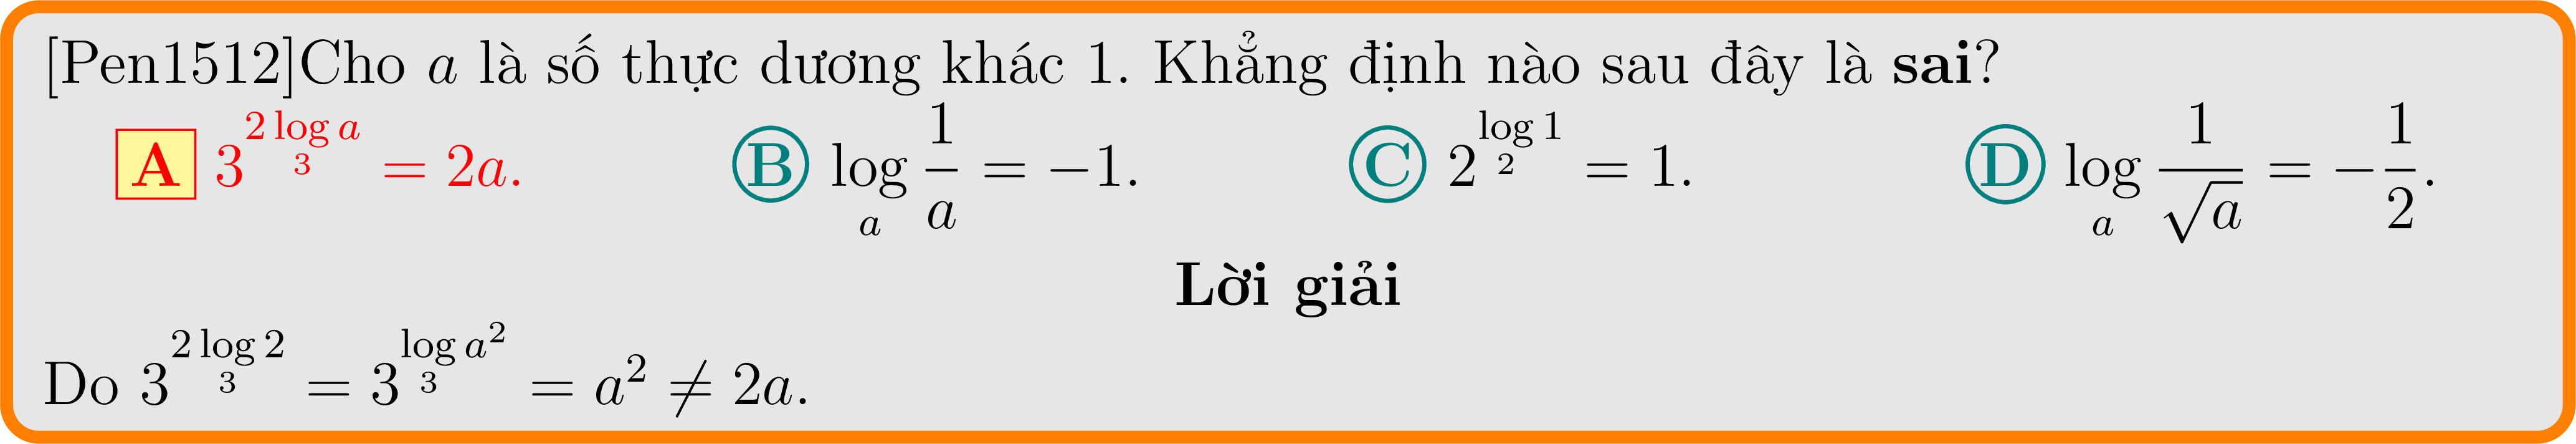 [Pen1512]Cho a là số thực dương khác 1. Khẳng định nào sau đây là sai?
A 3^{2\log_3 a} = 2a. B \log_a \frac{1}{a} = −1. C 2^{\log_2 1} = 1. D \log_a \frac{1}{\sqrt{a}} = −\frac{1}{2}.
Lời giải
Do 3^{2\log_3 2} = 3^{\log_3 a^2} = a^2 ≠ 2a.